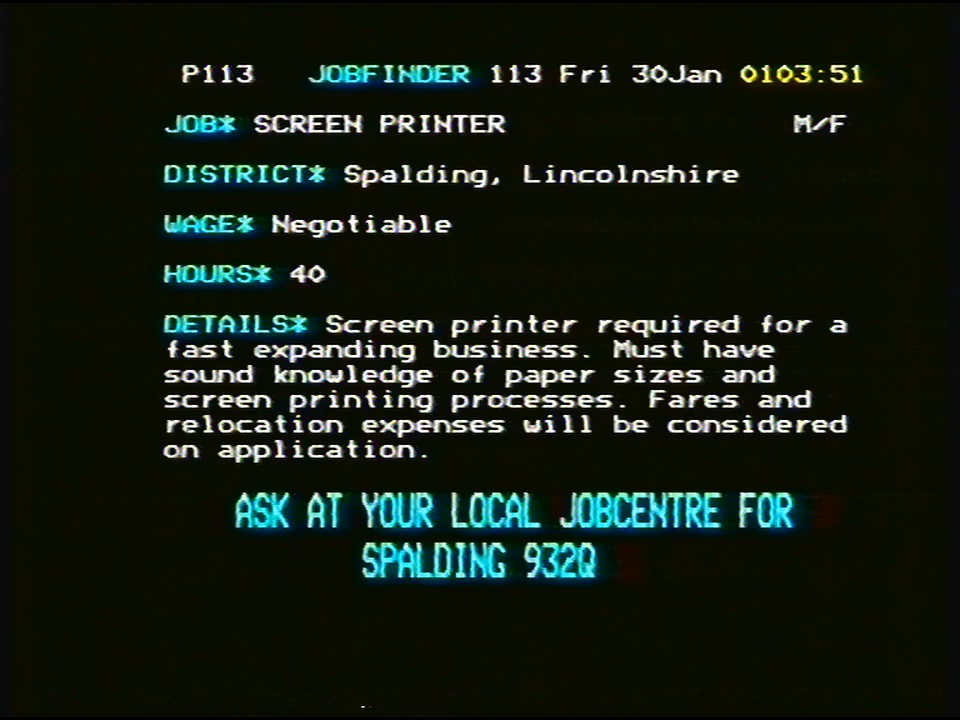 P113 JOBFINDER 113 Fri 30Jan 0103:51
JOB* SCREEN PRINTER M/F
DISTRICT* Spalding, Lincolnshire
WAGE* Negotiable
HOURS* 40
DETAILS* Screen printer required for a
fast expanding business. Must have
sound knowledge of paper sizes and
screen printing processes. Fares and
relocation expenses will be considered
on application.
ASK AT YOUR LOCAL JOBCENTRE FOR
SPALDING 932Q